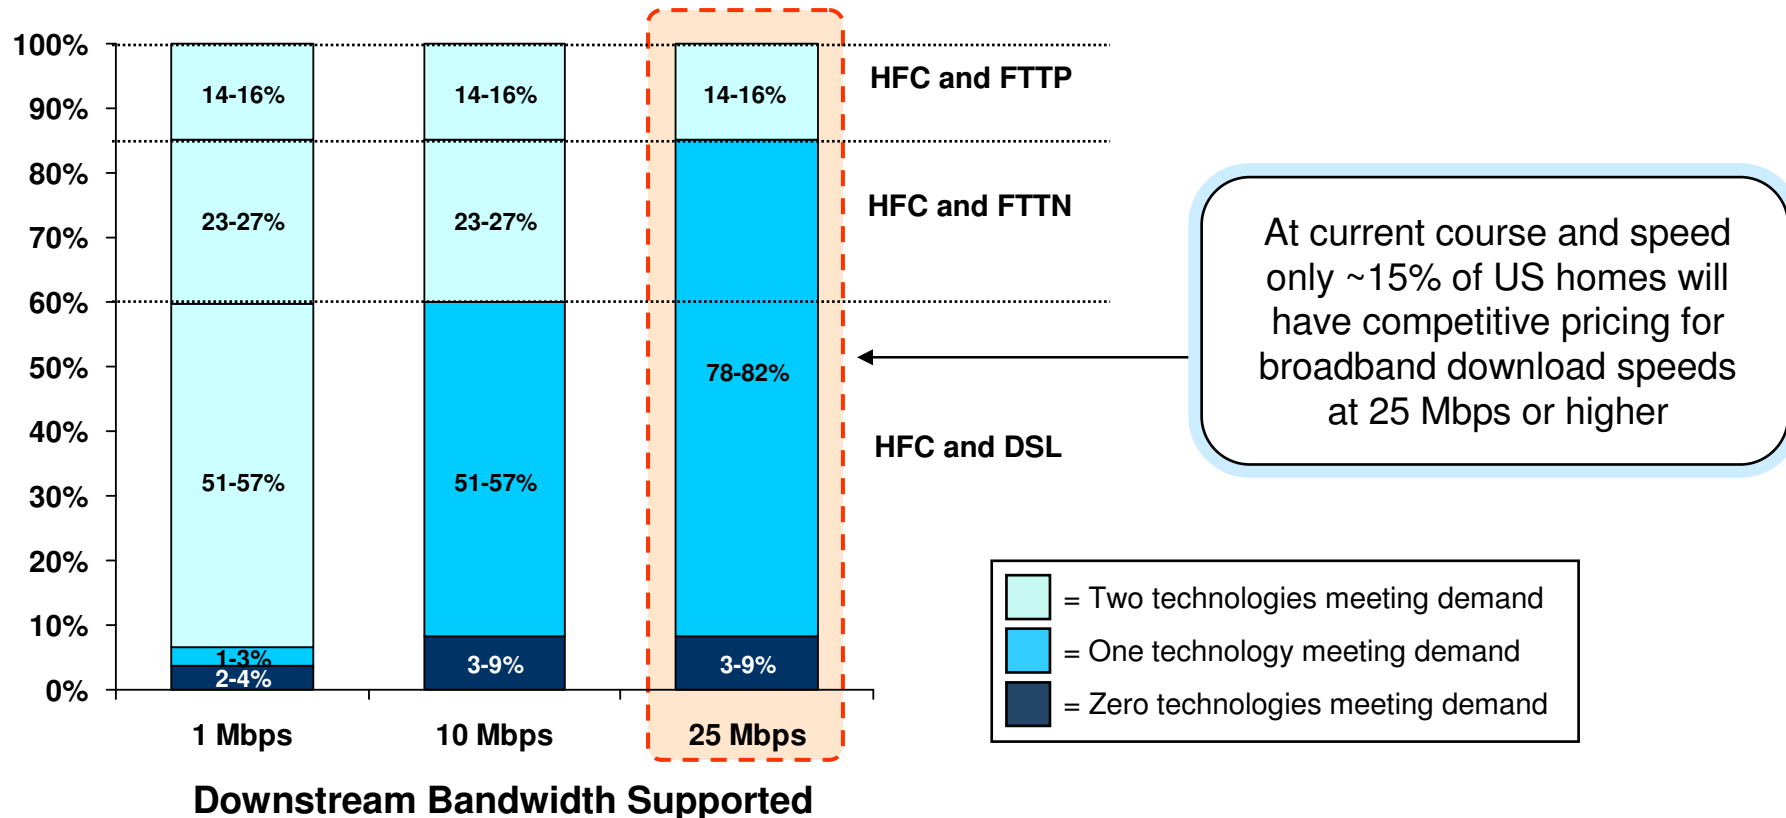 100%
90%
80%
70%
60%
50%
40%
30%
20%
10%
0%
14-16%
23-27%
51-57%
1-3%
2-4%
14-16%
23-27%
51-57%
3-9%
14-16%
78-82%
3-9%
1 Mbps
10 Mbps
25 Mbps
Downstream Bandwidth Supported
HFC and FTTP
HFC and FTTN
HFC and DSL
At current course and speed
only ~15% of US homes will
have competitive pricing for
broadband download speeds
at 25 Mbps or higher
= Two technologies meeting demand
= One technology meeting demand
= Zero technologies meeting demand